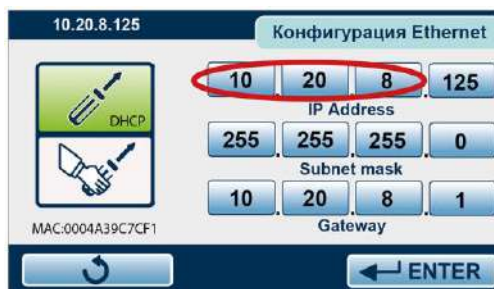 10.20.8.125
Конфигурация Ethernet
10 . 20 . 8 . 125
IP Address
DHCP
255 . 255 . 255 . 0
Subnet mask
10 . 20 . 8 . 1
Gateway
MAC:0004A39C7CF1
ENTER